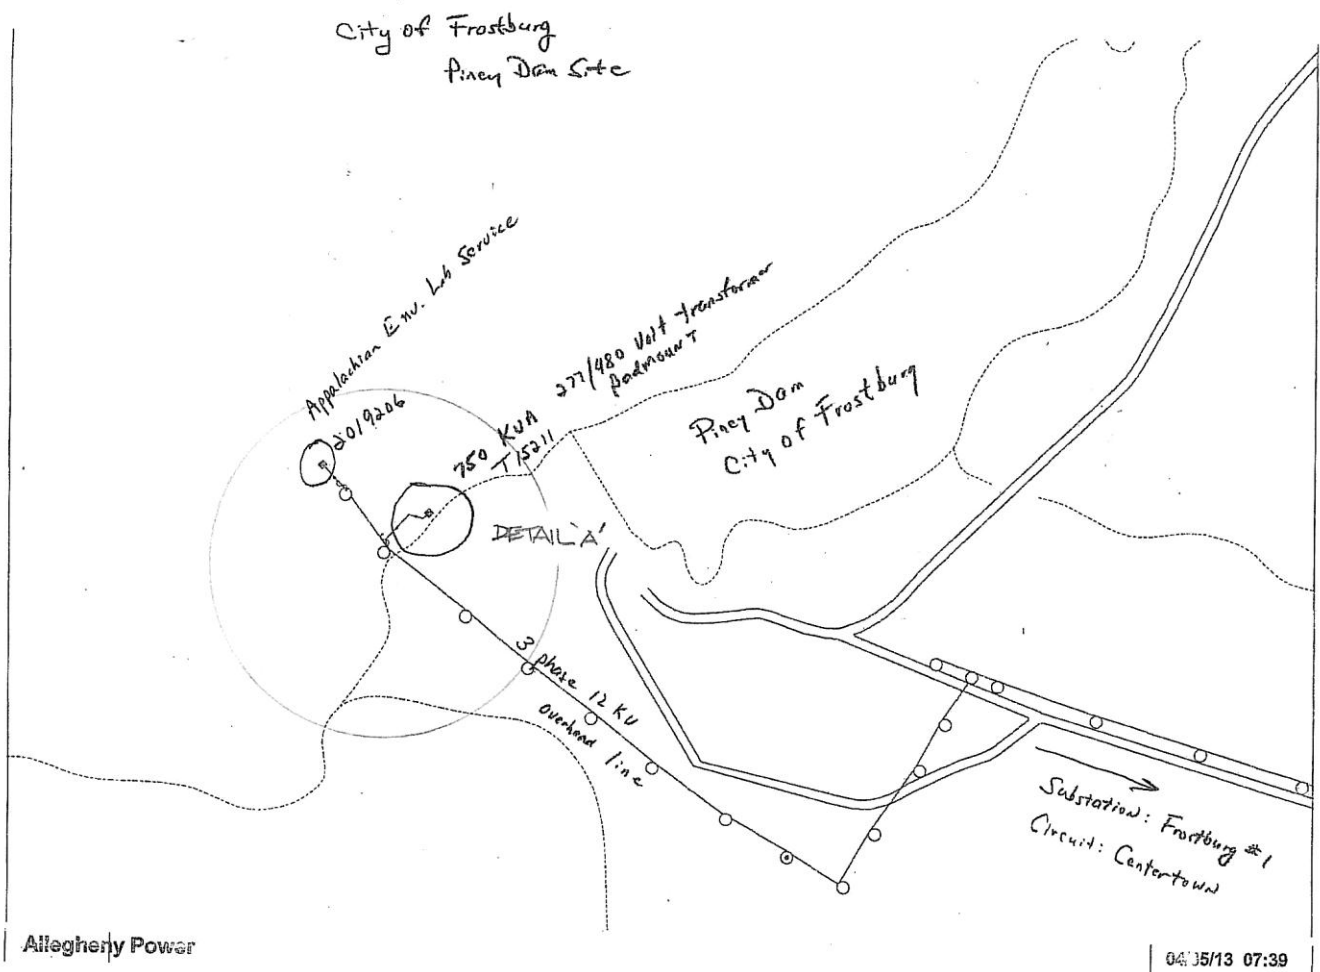 City of Frostburg
Piney Dam Site
Appalachian Env. Lab Service
2019206
277/480 Volt transformer
padmounT
750 KVA
T15211
Piney Dam
City of Frostburg
DETAIL 'A'
3 phase 12 KV
overhead line
Substation: Frostburg #1
Circuit: Centertown
Allegheny Power
04/05/13 07:39